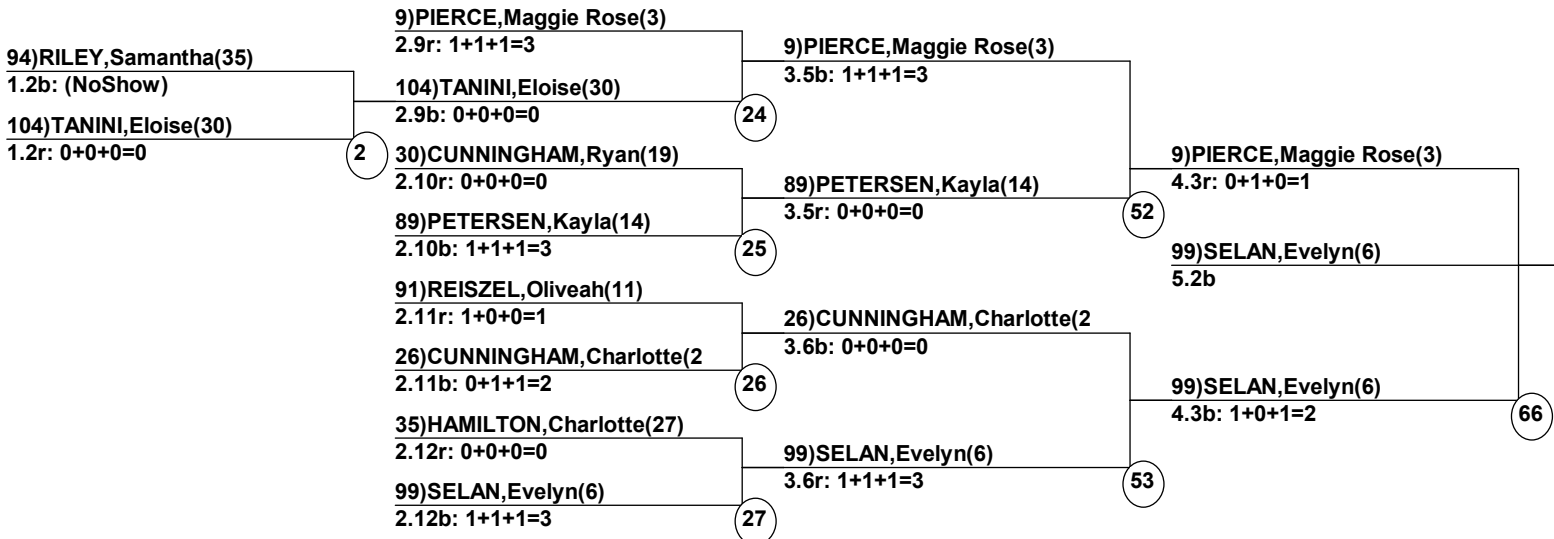 94)RILEY,Samantha(35)
1.2b: (NoShow)
104)TANINI,Eloise(30)
1.2r: 0+0+0=0
2
9)PIERCE,Maggie Rose(3)
2.9r: 1+1+1=3
104)TANINI,Eloise(30)
2.9b: 0+0+0=0
24
30)CUNNINGHAM,Ryan(19)
2.10r: 0+0+0=0
89)PETERSEN,Kayla(14)
2.10b: 1+1+1=3
25
91)REISZEL,Oliveah(11)
2.11r: 1+0+0=1
26)CUNNINGHAM,Charlotte(2
2.11b: 0+1+1=2
26
35)HAMILTON,Charlotte(27)
2.12r: 0+0+0=0
99)SELAN,Evelyn(6)
2.12b: 1+1+1=3
27
9)PIERCE,Maggie Rose(3)
3.5b: 1+1+1=3
89)PETERSEN,Kayla(14)
3.5r: 0+0+0=0
52
26)CUNNINGHAM,Charlotte(2
3.6b: 0+0+0=0
99)SELAN,Evelyn(6)
3.6r: 1+1+1=3
53
9)PIERCE,Maggie Rose(3)
4.3r: 0+1+0=1
99)SELAN,Evelyn(6)
5.2b
99)SELAN,Evelyn(6)
4.3b: 1+0+1=2
66